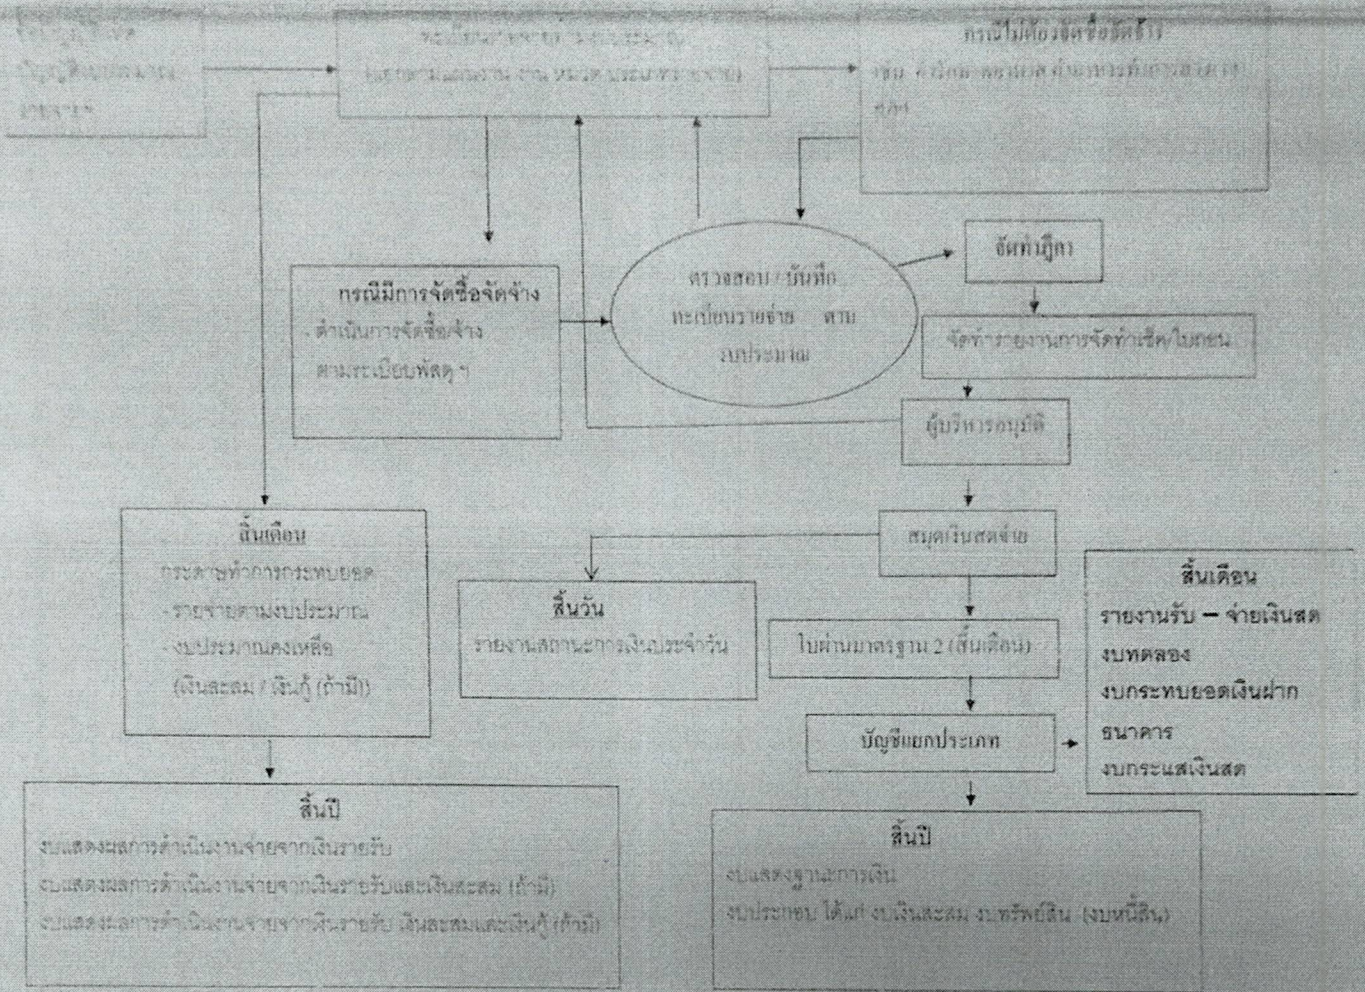 กรณีไม่ต้องจัดซื้อจัดจ้าง
จัดทำฎีกา
ตรวจสอบ / บันทึก
ทะเบียนรายจ่าย ตาม
งบประมาณ
กรณีมีการจัดซื้อจัดจ้าง
- ดำเนินการจัดซื้อ/จ้าง
ตามระเบียบพัสดุ ฯ
จัดทำรายงานการจัดทำเช็ค/ใบถอน
ผู้บริหารอนุมัติ
สมุดเงินสดจ่าย
สิ้นเดือน
กระดาษทำการกระทบยอด
- รายจ่ายตามงบประมาณ
- งบประมาณคงเหลือ
(เงินสะสม / เงินกู้ (ถ้ามี))
สิ้นวัน
รายงานสถานะการเงินประจำวัน
ใบผ่านมาตรฐาน 2 (สิ้นเดือน)
บัญชีแยกประเภท
สิ้นเดือน
รายงานรับ – จ่ายเงินสด
งบทดลอง
งบกระทบยอดเงินฝาก
ธนาคาร
งบกระแสเงินสด
สิ้นปี
งบแสดงผลการดำเนินงานจ่ายจากเงินรายรับ
งบแสดงผลการดำเนินงานจ่ายจากเงินรายรับและเงินสะสม (ถ้ามี)
งบแสดงผลการดำเนินงานจ่ายจากเงินรายรับ เงินสะสมและเงินกู้ (ถ้ามี)
สิ้นปี
งบแสดงฐานะการเงิน
งบประกอบ ได้แก่ งบเงินสะสม งบทรัพย์สิน (งบหนี้สิน)